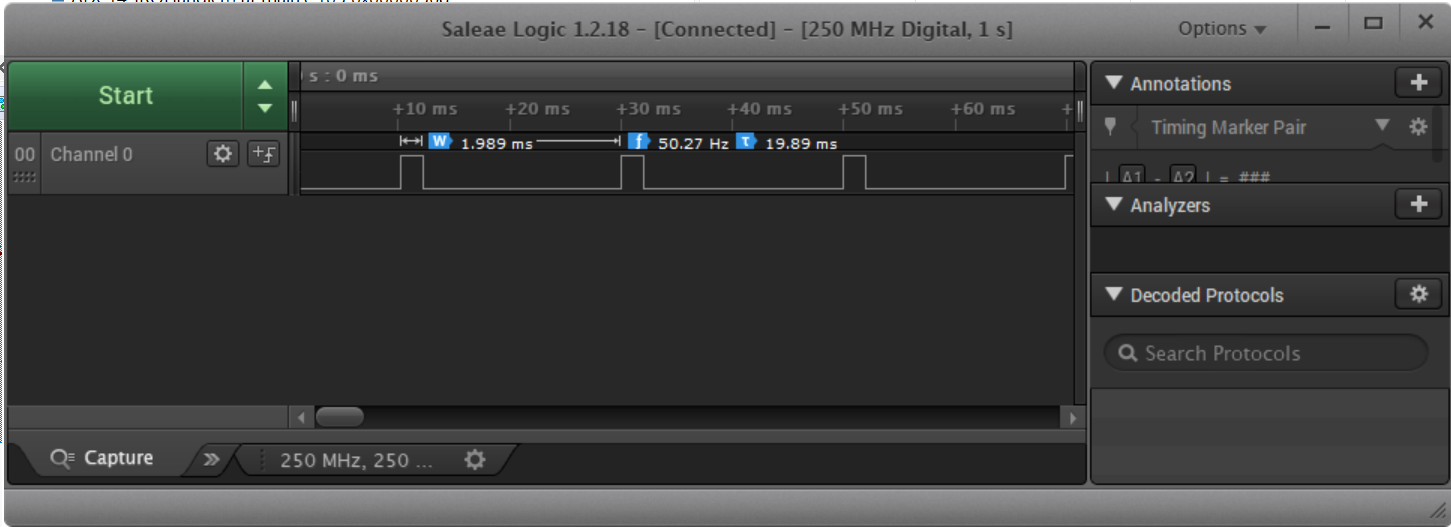 Saleae Logic 1.2.18 - [Connected] - [250 MHz Digital, 1 s]
Options
Start
s : 0 ms
+10 ms +20 ms +30 ms +40 ms +50 ms +60 ms +
00 Channel 0
W 1.989 ms f 50.27 Hz τ 19.89 ms
Annotations
Timing Marker Pair
| A1 - A2 | = ###
Analyzers
Decoded Protocols
Search Protocols
Capture
250 MHz, 250 ...